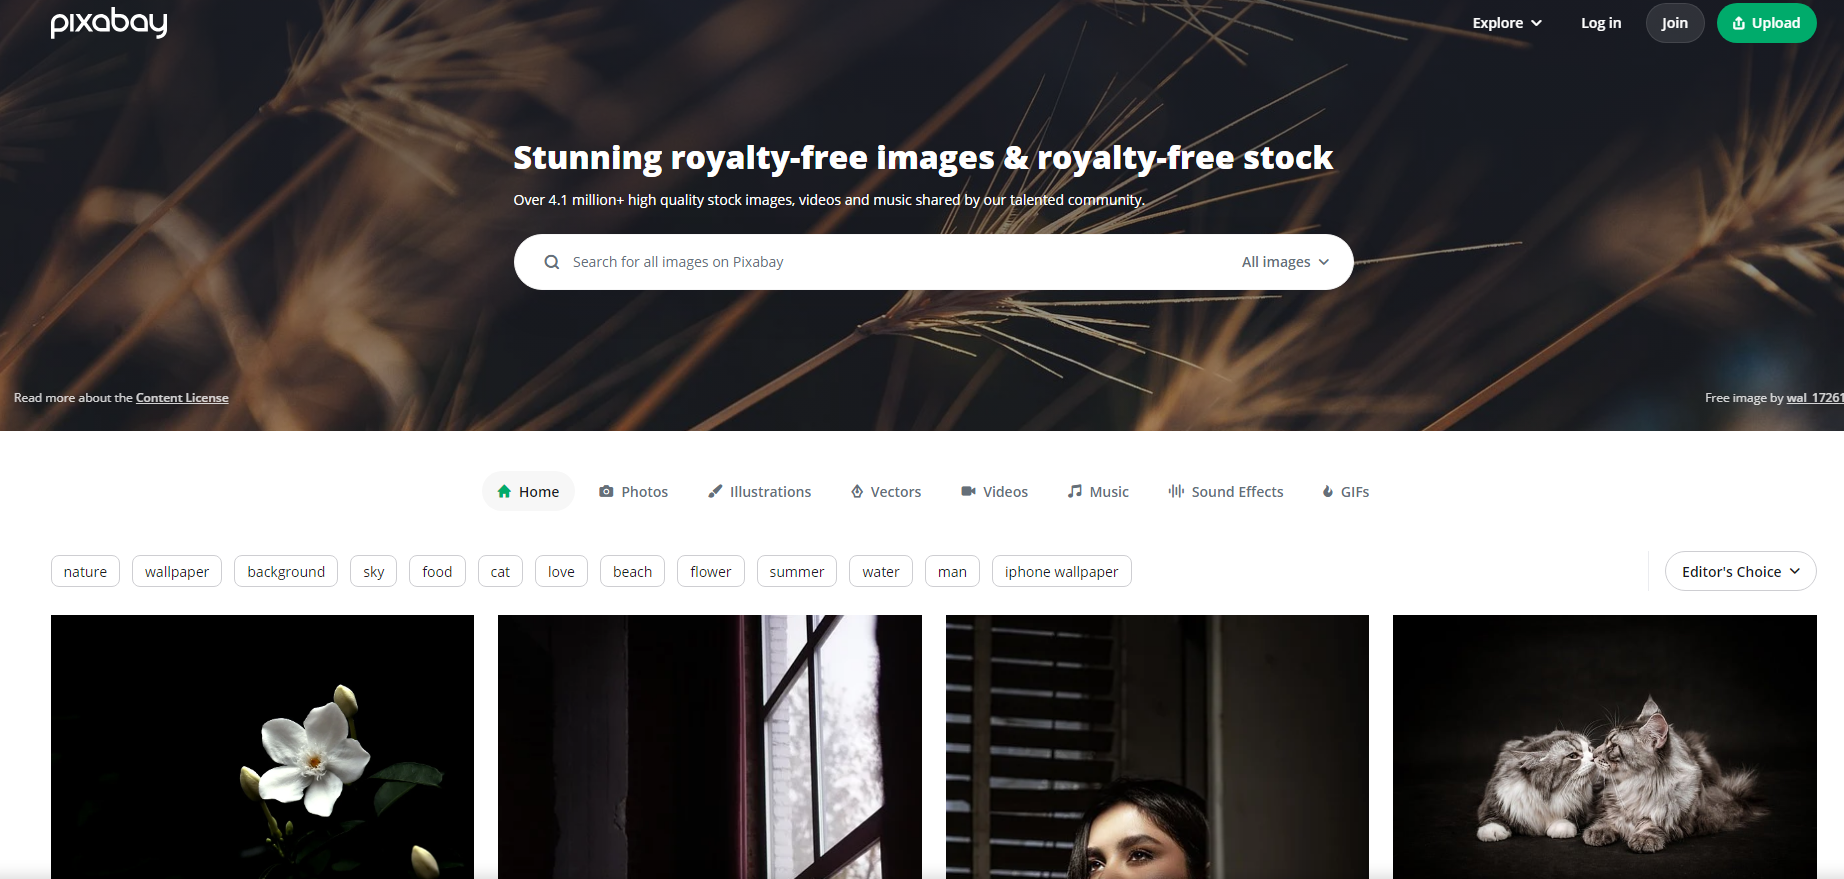 pixabay
Explore
Log in
Join
Upload
Stunning royalty-free images & royalty-free stock
Over 4.1 million+ high quality stock images, videos and music shared by our talented community.
Search for all images on Pixabay
All images
Read more about the Content License
Free image by wal_17261
Home
Photos
Illustrations
Vectors
Videos
Music
Sound Effects
GIFs
nature
wallpaper
background
sky
food
cat
love
beach
flower
summer
water
man
iphone wallpaper
Editor's Choice